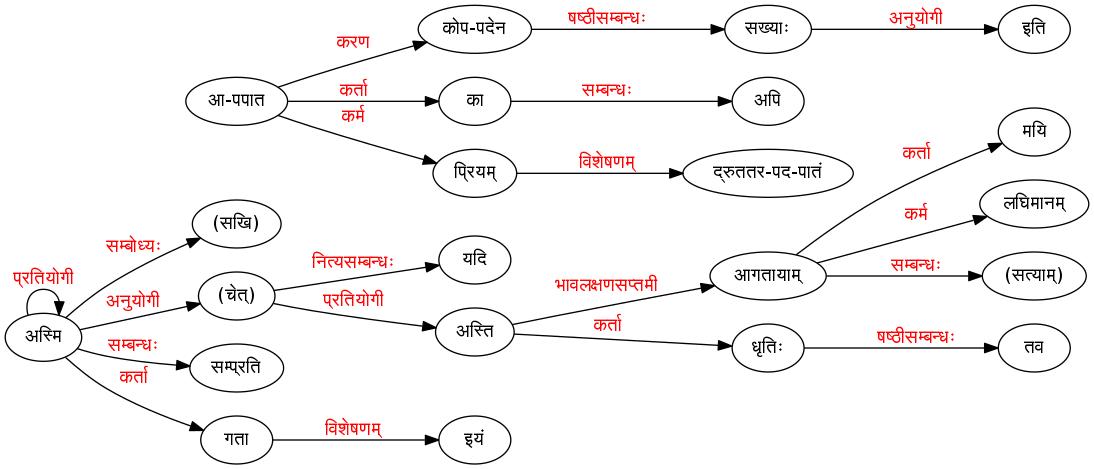 कोप-पदेन षष्ठीसम्बन्धः सख्याः अनुयोगी इति
करण
आ-पपात कर्ता का सम्बन्धः अपि
कर्म
प्रियम् विशेषणम् द्रुततर-पद-पातं
कर्ता मयि
कर्म लघिमानम्
सम्बोध्यः (सखि)
नित्यसम्बन्धः यदि
भावलक्षणसप्तमी आगतायाम् सम्बन्धः (सत्याम्)
प्रतियोगी
अनुयोगी (चेत्) प्रतियोगी
अस्मि अस्ति कर्ता धृतिः षष्ठीसम्बन्धः तव
सम्बन्धः सम्प्रति
कर्ता
गता विशेषणम् इयं